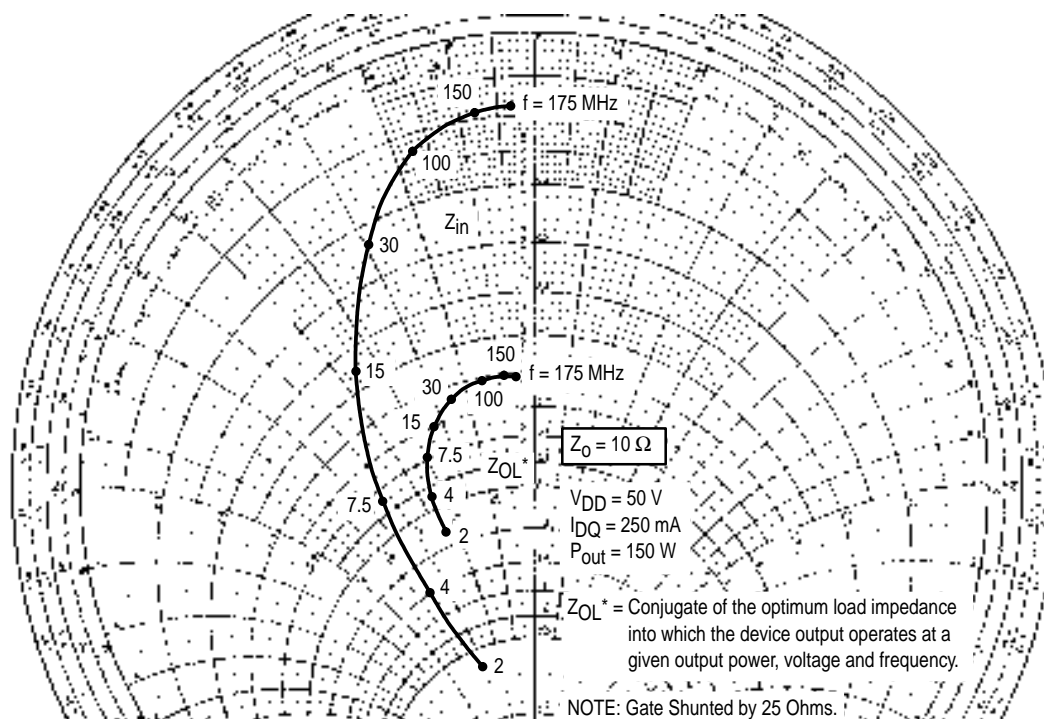 150
f = 175 MHz
100
Zin
30
150
15
f = 175 MHz
30
100
15
Zo = 10 Ω
7.5
ZOL*
4
7.5
VDD = 50 V
2
IDQ = 250 mA
Pout = 150 W
4
ZOL* = Conjugate of the optimum load impedance
into which the device output operates at a
given output power, voltage and frequency.
2
NOTE: Gate Shunted by 25 Ohms.